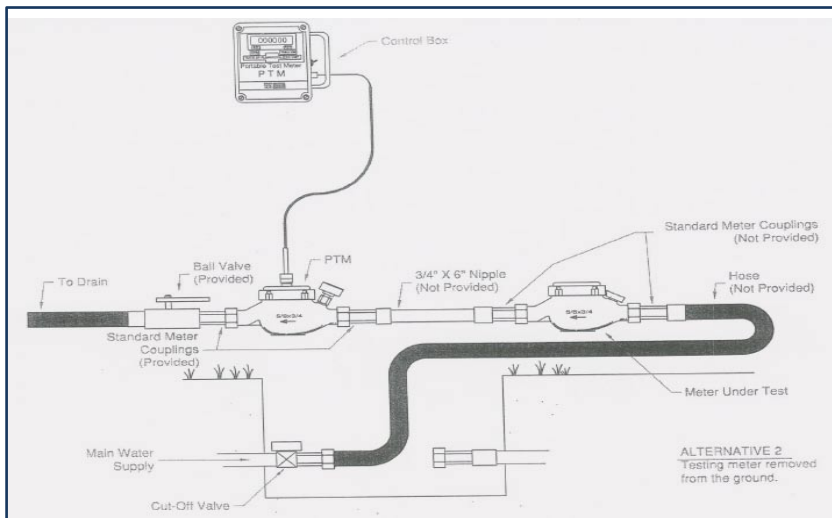 000000
Portable Test Meter
PTM
Control Box
Standard Meter Couplings
(Not Provided)
Ball Valve
(Provided)
PTM
To Drain
3/4" X 6" Nipple
(Not Provided)
Hose
(Not Provided)
5/8x3/4
5/8x3/4
Standard Meter
Couplings
(Provided)
Meter Under Test
Main Water
Supply
Cut-Off Valve
ALTERNATIVE 2
Testing meter removed
from the ground.